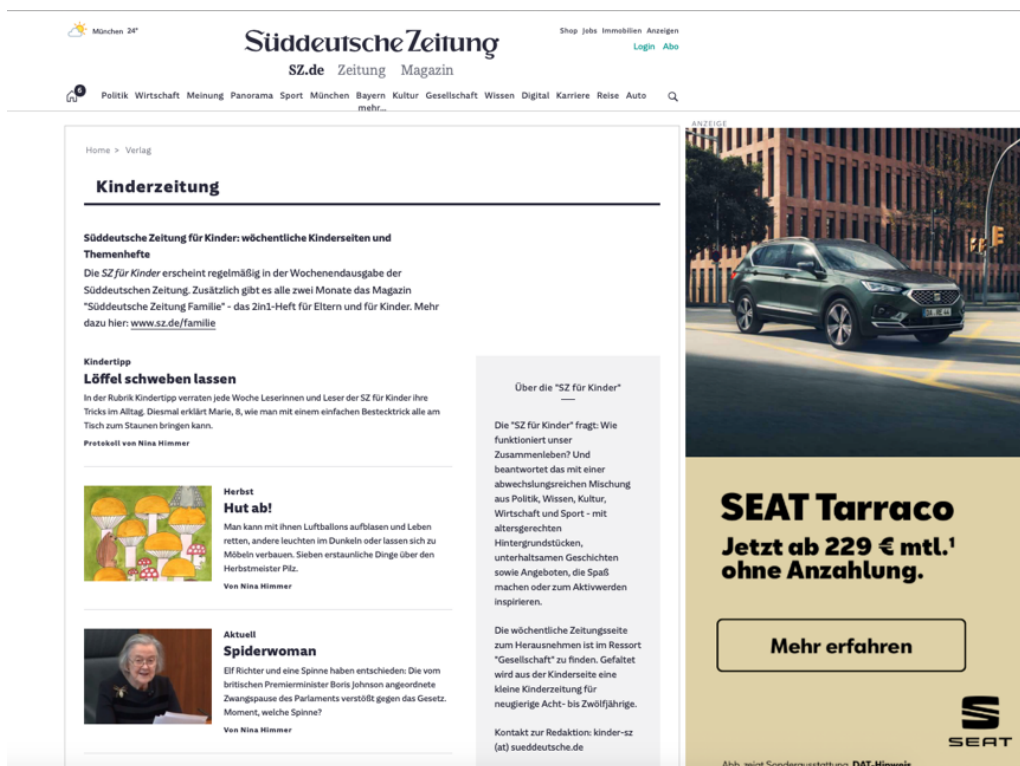 München 24°
Süddeutsche Zeitung
Shop Jobs Immobilien Anzeigen
Login Abo
SZ.de Zeitung Magazin
6
Politik Wirtschaft Meinung Panorama Sport München Bayern Kultur Gesellschaft Wissen Digital Karriere Reise Auto
mehr...
Home > Verlag
Kinderzeitung
Süddeutsche Zeitung für Kinder: wöchentliche Kinderseiten und
Themenhefte
Die SZ für Kinder erscheint regelmäßig in der Wochenendausgabe der
Süddeutschen Zeitung. Zusätzlich gibt es alle zwei Monate das Magazin
"Süddeutsche Zeitung Familie" - das 2in1-Heft für Eltern und für Kinder. Mehr
dazu hier: www.sz.de/familie
Kindertipp
Löffel schweben lassen
In der Rubrik Kindertipp verraten jede Woche Leserinnen und Leser der SZ für Kinder ihre
Tricks im Alltag. Diesmal erklärt Marie, 8, wie man mit einem einfachen Bestecktrick alle am
Tisch zum Staunen bringen kann.
Protokoll von Nina Himmer
Herbst
Hut ab!
Man kann mit ihnen Luftballons aufblasen und Leben
retten, andere leuchten im Dunkeln oder lassen sich zu
Möbeln verbauen. Sieben erstaunliche Dinge über den
Herbstmeister Pilz.
Von Nina Himmer
Aktuell
Spiderwoman
Elf Richter und eine Spinne haben entschieden: Die vom
britischen Premierminister Boris Johnson angeordnete
Zwangspause des Parlaments verstößt gegen das Gesetz.
Moment, welche Spinne?
Von Nina Himmer
Über die "SZ für Kinder"
Die "SZ für Kinder" fragt: Wie
funktioniert unser
Zusammenleben? Und
beantwortet das mit einer
abwechslungsreichen Mischung
aus Politik, Wissen, Kultur,
Wirtschaft und Sport - mit
altersgerechten
Hintergrundstücken,
unterhaltsamen Geschichten
sowie Angeboten, die Spaß
machen oder zum Aktivwerden
inspirieren.
Die wöchentliche Zeitungsseite
zum Herausnehmen ist im Ressort
"Gesellschaft" zu finden. Gefaltet
wird aus der Kinderseite eine
kleine Kinderzeitung für
neugierige Acht- bis Zwölfjährige.
Kontakt zur Redaktion: kinder-sz
(at) sueddeutsche.de
ANZEIGE
SEAT Tarraco
Jetzt ab 229 € mtl.¹
ohne Anzahlung.
Mehr erfahren
SEAT
Abb. zeigt Sonderausstattung. DAT-Hinweis